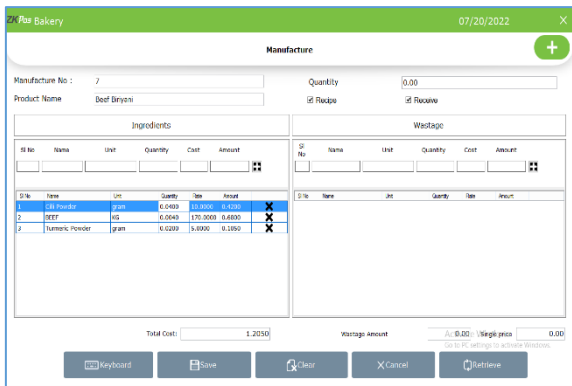 ZKPos Bakery 07/20/2022 X
Manufacture +
Manufacture No : 7 Quantity 0.00
Product Name Beef Biriyani Recipe Receive
Ingredients Wastage
Sl No Name Unit Quantity Cost Amount Sl No Name Unit Quantity Cost Amount
Sl No Name Unit Quantity Rate Amount Sl No Name Unit Quantity Rate Amount
1 Cili Powder gram 0.0400 10.0000 0.4200
2 BEEF KG 0.0040 170.0000 0.6800
3 Turmeric Powder gram 0.0200 5.0000 0.1050
Total Cost: 1.2050 Wastage Amount 0.00 Single price 0.00
Go to PC settings to activate Windows.
Keyboard Save Clear Cancel Retrieve